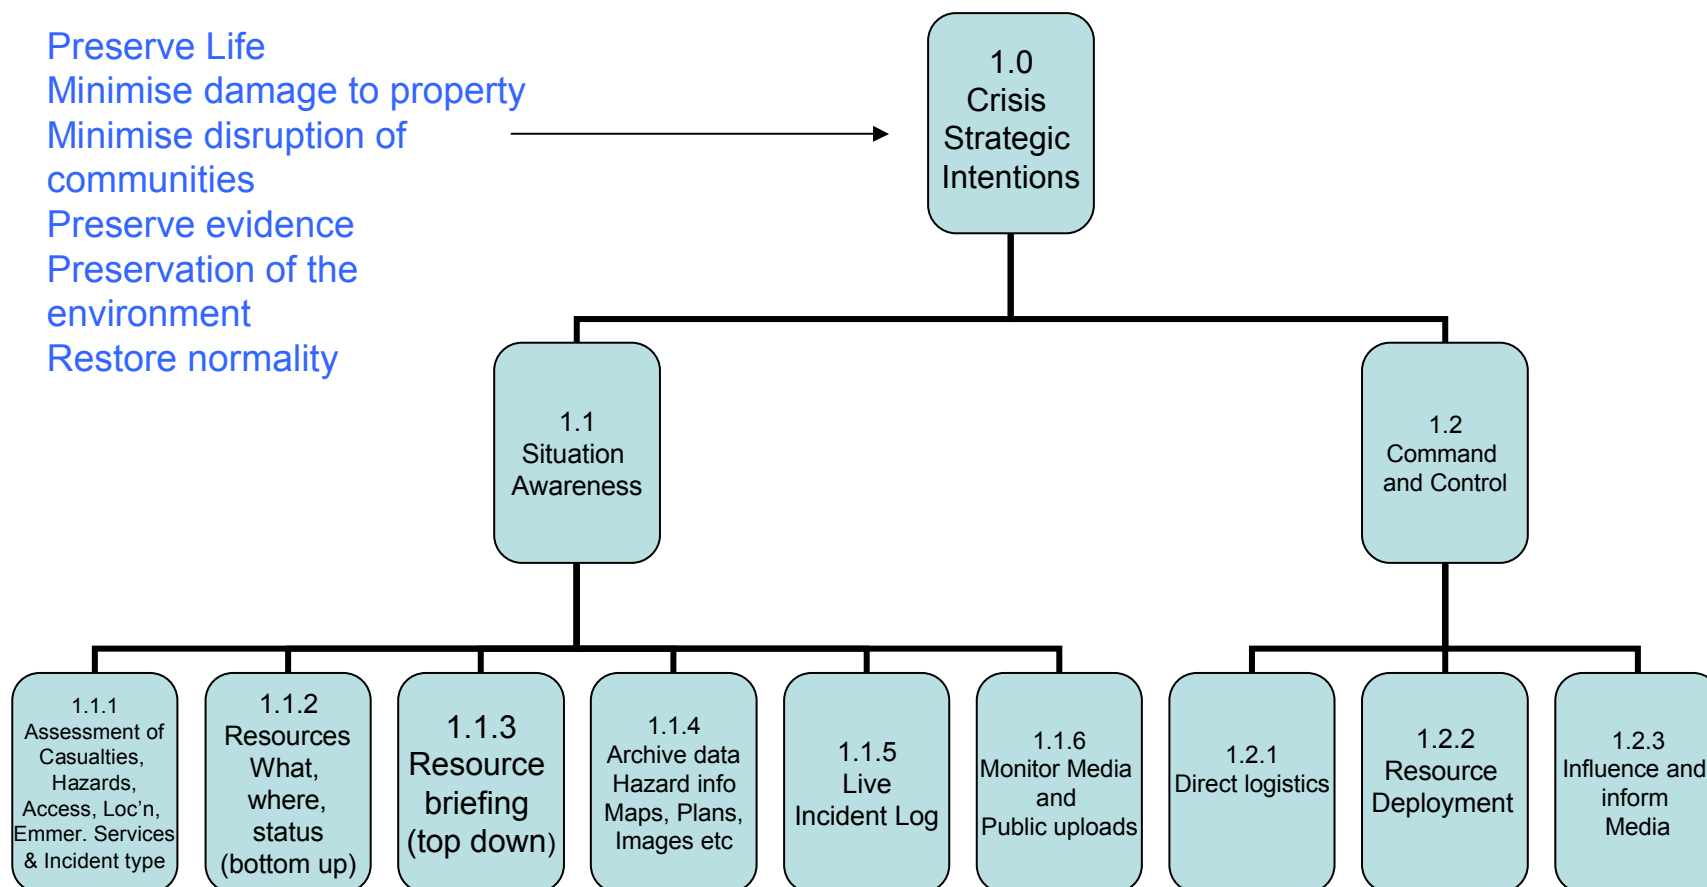 Preserve Life
Minimise damage to property
Minimise disruption of
communities
Preserve evidence
Preservation of the
environment
Restore normality
1.0
Crisis
Strategic
Intentions
1.1
Situation
Awareness
1.2
Command
and Control
1.1.1
Assessment of
Casualties,
Hazards,
Access, Loc'n,
Emmer. Services
& Incident type
1.1.2
Resources
What,
where,
status
(bottom up)
1.1.3
Resource
briefing
(top down)
1.1.4
Archive data
Hazard info
Maps, Plans,
Images etc
1.1.5
Live
Incident Log
1.1.6
Monitor Media
and
Public uploads
1.2.1
Direct logistics
1.2.2
Resource
Deployment
1.2.3
Influence and
inform
Media